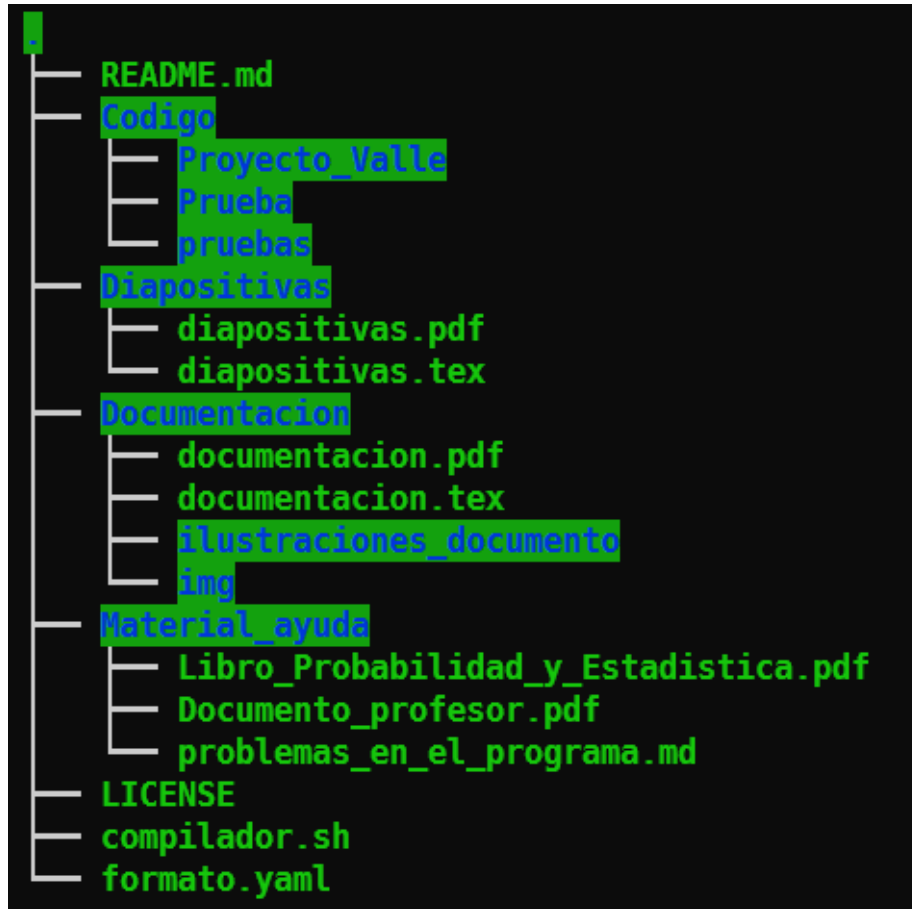 .
README.md
Codigo
Proyecto_Valle
Prueba
pruebas
Diapositivas
diapositivas.pdf
diapositivas.tex
Documentacion
documentacion.pdf
documentacion.tex
ilustraciones_documento
img
Material_ayuda
Libro_Probabilidad_y_Estadistica.pdf
Documento_profesor.pdf
problemas_en_el_programa.md
LICENSE
compilador.sh
formato.yaml